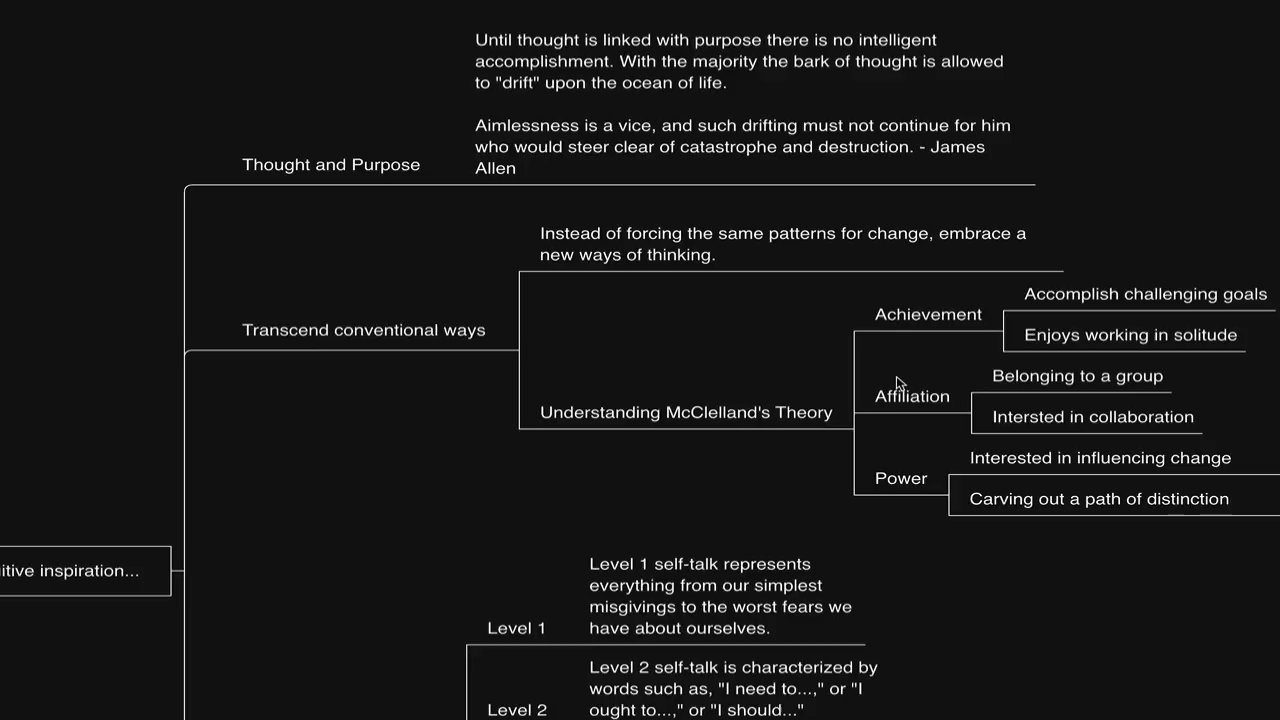 Until thought is linked with purpose there is no intelligent
accomplishment. With the majority the bark of thought is allowed
to "drift" upon the ocean of life.
Aimlessness is a vice, and such drifting must not continue for him
who would steer clear of catastrophe and destruction. - James
Allen
Thought and Purpose
Instead of forcing the same patterns for change, embrace a
new ways of thinking.
Transcend conventional ways
Understanding McClelland's Theory
Achievement
Accomplish challenging goals
Enjoys working in solitude
Affiliation
Belonging to a group
Intersted in collaboration
Power
Interested in influencing change
Carving out a path of distinction
itive inspiration...
Level 1
Level 1 self-talk represents
everything from our simplest
misgivings to the worst fears we
have about ourselves.
Level 2
Level 2 self-talk is characterized by
words such as, "I need to...," or "I
ought to...," or "I should..."